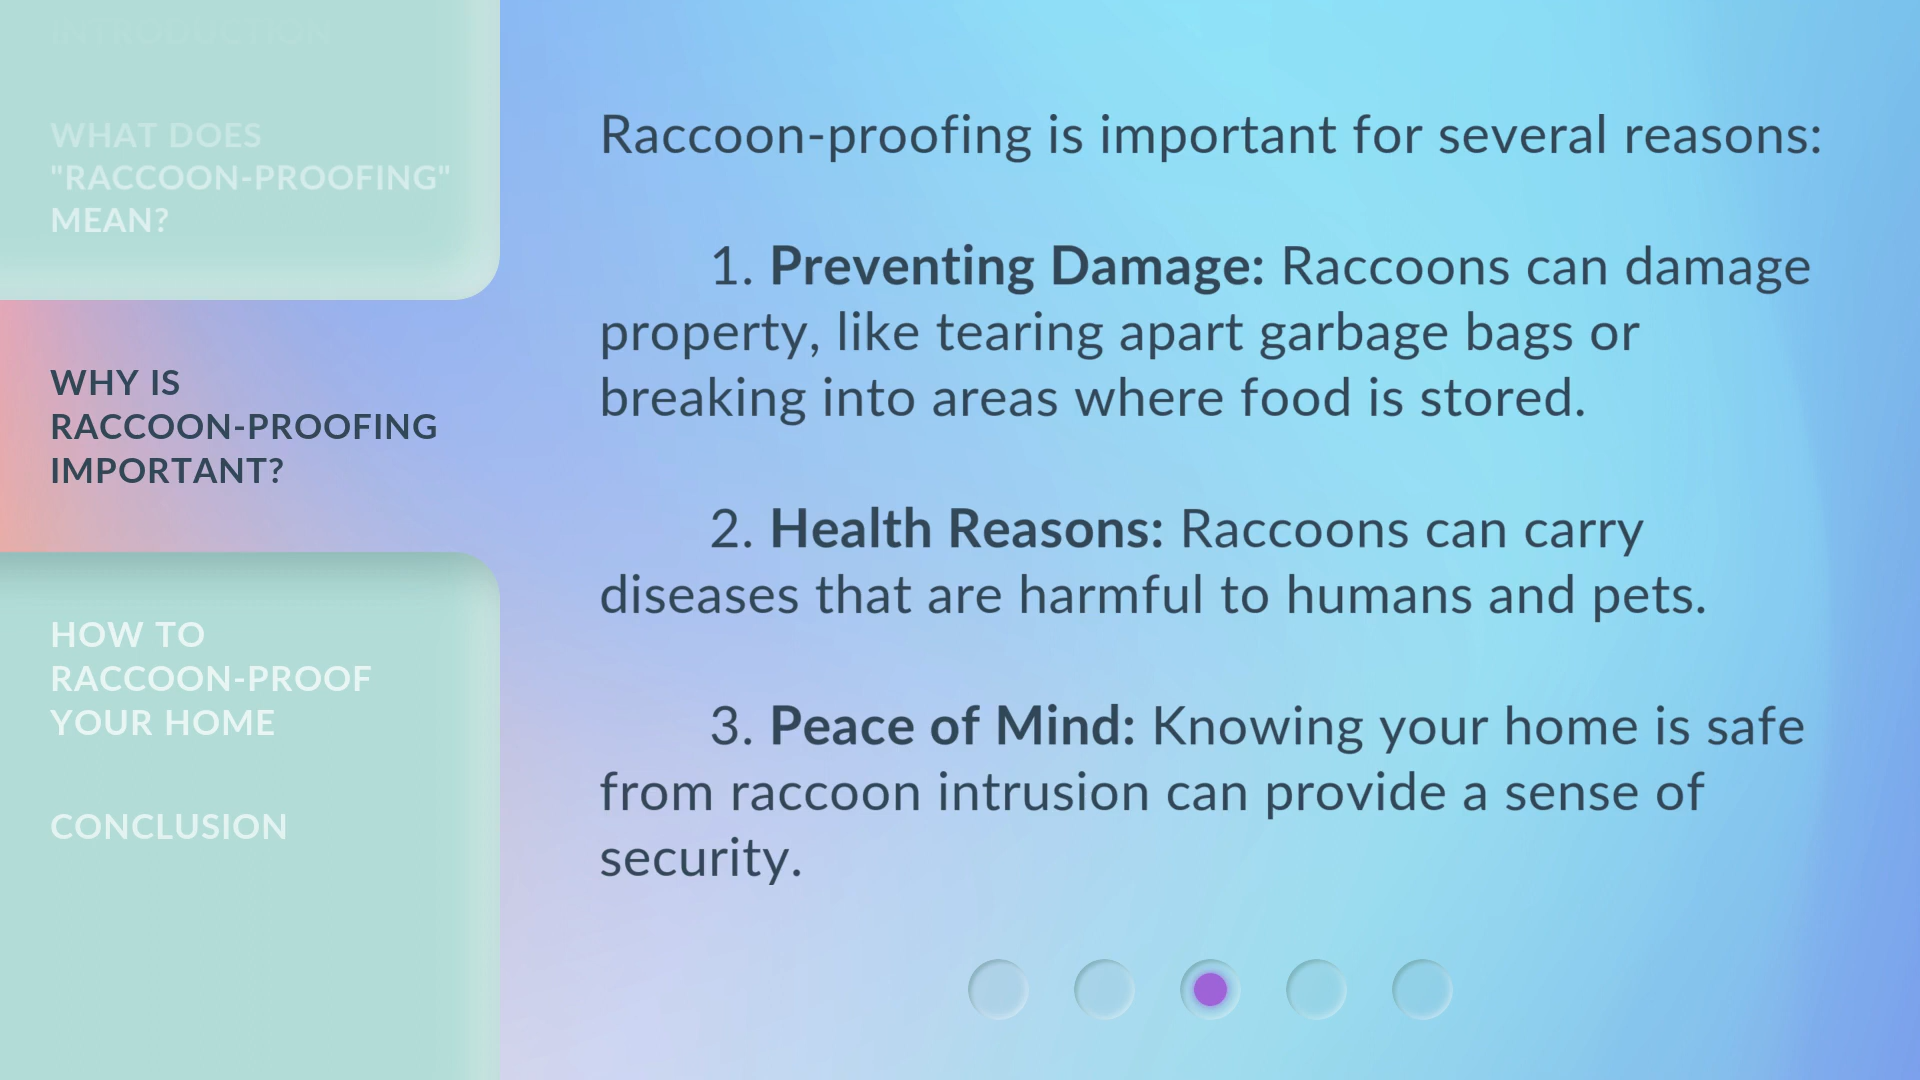 INTRODUCTION
WHAT DOES
"RACCOON-PROOFING"
MEAN?
WHY IS
RACCOON-PROOFING
IMPORTANT?
HOW TO
RACCOON-PROOF
YOUR HOME
CONCLUSION
Raccoon-proofing is important for several reasons:
1. Preventing Damage: Raccoons can damage
property, like tearing apart garbage bags or
breaking into areas where food is stored.
2. Health Reasons: Raccoons can carry
diseases that are harmful to humans and pets.
3. Peace of Mind: Knowing your home is safe
from raccoon intrusion can provide a sense of
security.